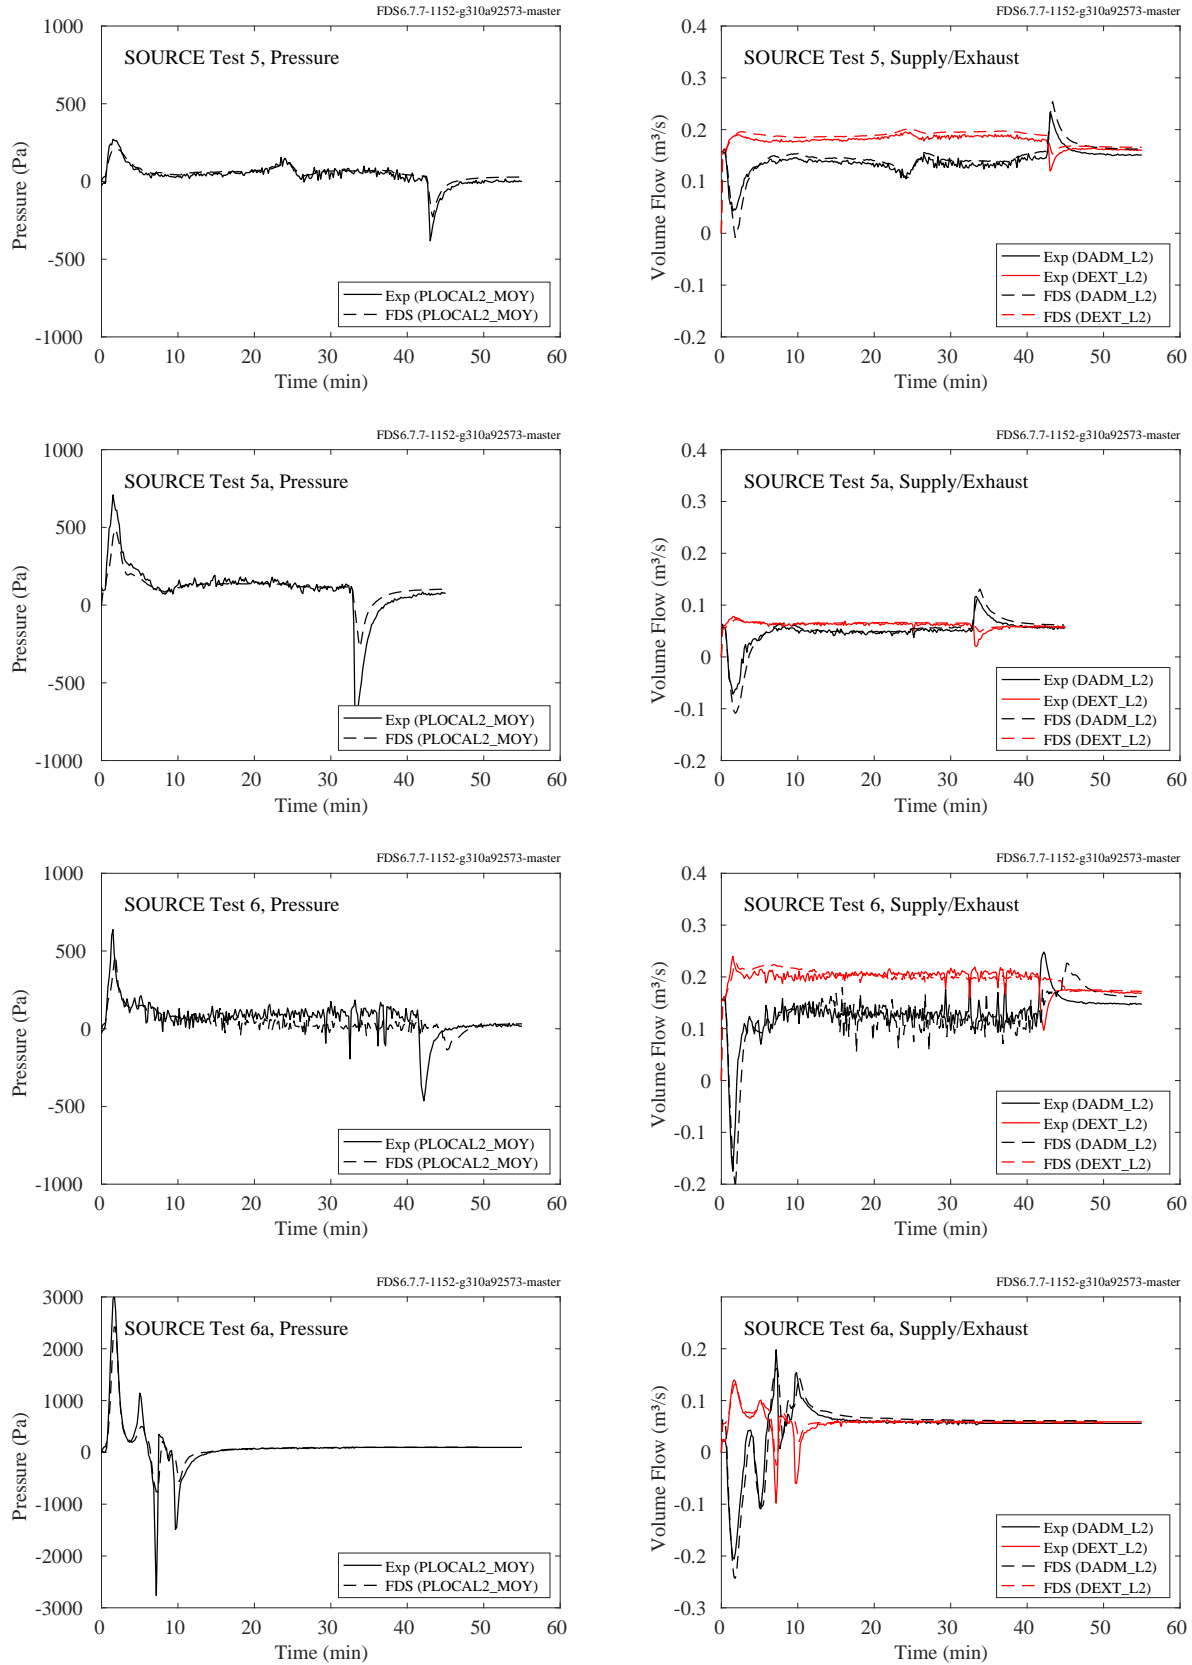 FDS6.7.7-1152-g310a92573-master
SOURCE Test 5, Pressure
1000
500
0
-500
-1000
Pressure (Pa)
Exp (PLOCAL2_MOY)
FDS (PLOCAL2_MOY)
0 10 20 30 40 50 60
Time (min)
FDS6.7.7-1152-g310a92573-master
SOURCE Test 5, Supply/Exhaust
0.4
0.3
0.2
0.1
0
-0.1
-0.2
Volume Flow (m³/s)
Exp (DADM_L2)
Exp (DEXT_L2)
FDS (DADM_L2)
FDS (DEXT_L2)
0 10 20 30 40 50 60
Time (min)
FDS6.7.7-1152-g310a92573-master
SOURCE Test 5a, Pressure
1000
500
0
-500
-1000
Pressure (Pa)
Exp (PLOCAL2_MOY)
FDS (PLOCAL2_MOY)
0 10 20 30 40 50 60
Time (min)
FDS6.7.7-1152-g310a92573-master
SOURCE Test 5a, Supply/Exhaust
0.4
0.3
0.2
0.1
0
-0.1
-0.2
Volume Flow (m³/s)
Exp (DADM_L2)
Exp (DEXT_L2)
FDS (DADM_L2)
FDS (DEXT_L2)
0 10 20 30 40 50 60
Time (min)
FDS6.7.7-1152-g310a92573-master
SOURCE Test 6, Pressure
1000
500
0
-500
-1000
Pressure (Pa)
Exp (PLOCAL2_MOY)
FDS (PLOCAL2_MOY)
0 10 20 30 40 50 60
Time (min)
FDS6.7.7-1152-g310a92573-master
SOURCE Test 6, Supply/Exhaust
0.4
0.3
0.2
0.1
0
-0.1
-0.2
Volume Flow (m³/s)
Exp (DADM_L2)
Exp (DEXT_L2)
FDS (DADM_L2)
FDS (DEXT_L2)
0 10 20 30 40 50 60
Time (min)
FDS6.7.7-1152-g310a92573-master
SOURCE Test 6a, Pressure
3000
2000
1000
0
-1000
-2000
-3000
Pressure (Pa)
Exp (PLOCAL2_MOY)
FDS (PLOCAL2_MOY)
0 10 20 30 40 50 60
Time (min)
FDS6.7.7-1152-g310a92573-master
SOURCE Test 6a, Supply/Exhaust
0.2
0.1
0
-0.1
-0.2
-0.3
Volume Flow (m³/s)
Exp (DADM_L2)
Exp (DEXT_L2)
FDS (DADM_L2)
FDS (DEXT_L2)
0 10 20 30 40 50 60
Time (min)